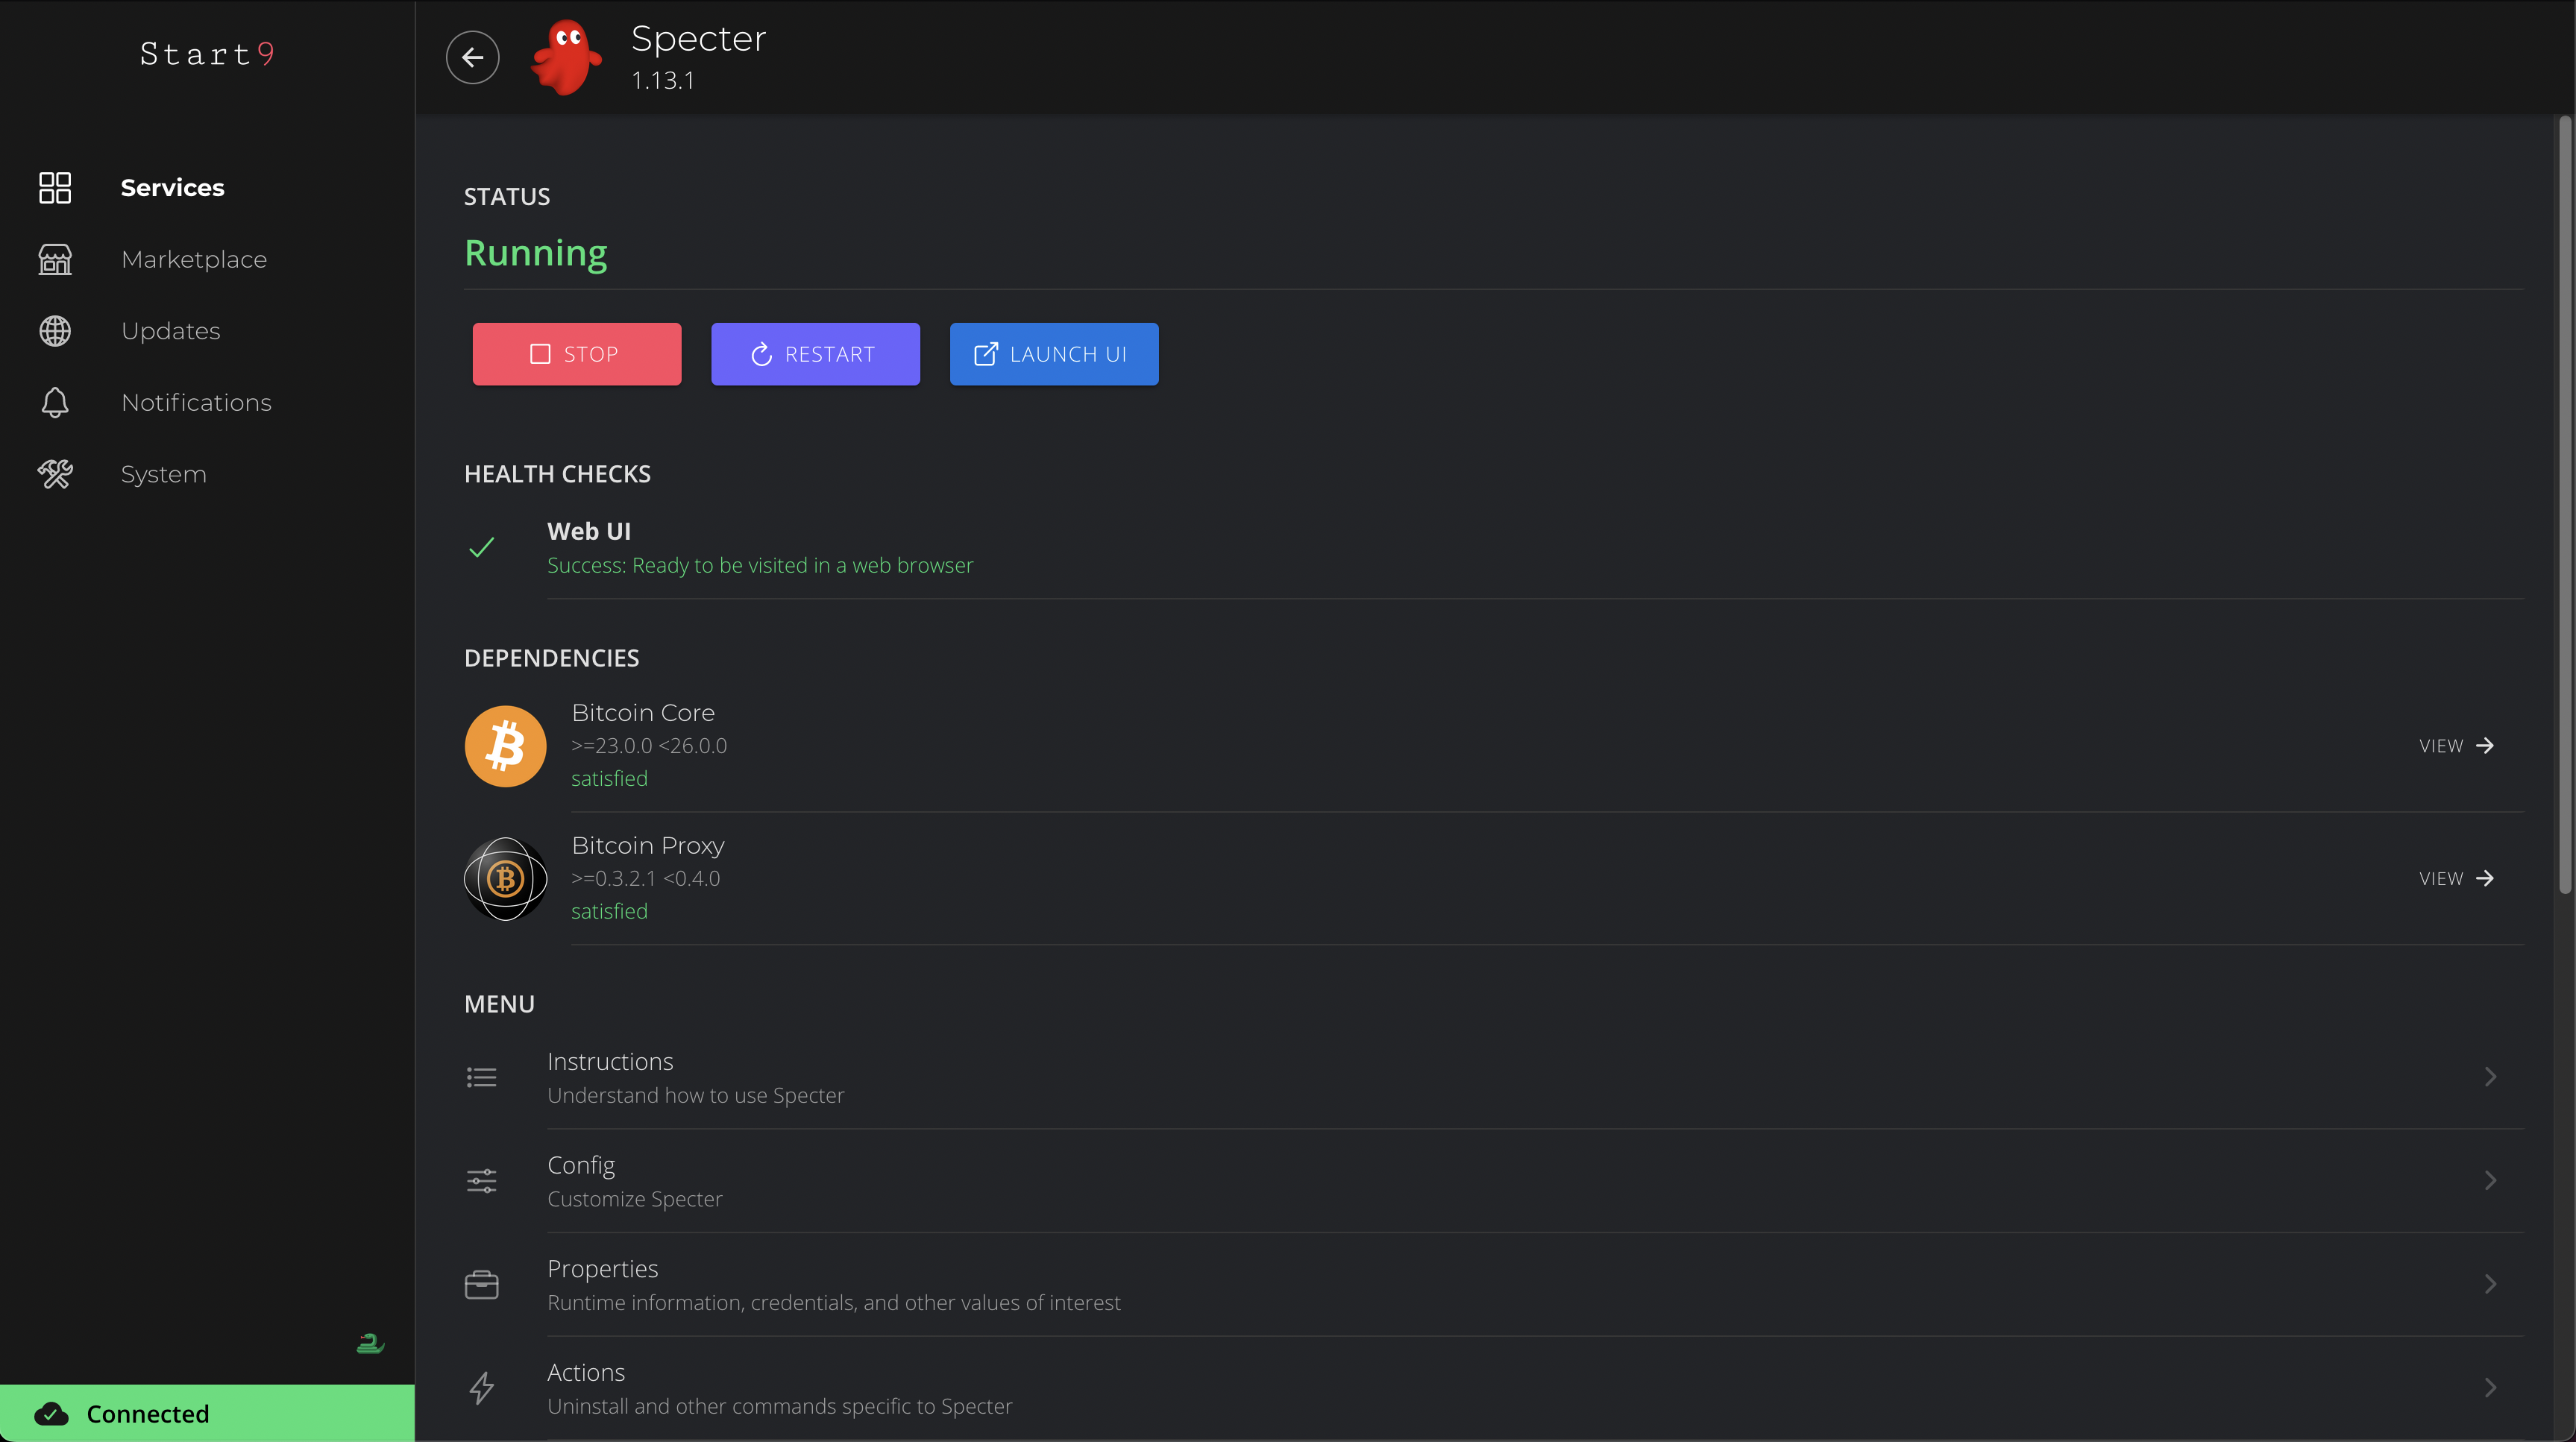 Start9
Services
Marketplace
Updates
Notifications
System
Connected
Specter
1.13.1
STATUS
Running
STOP
RESTART
LAUNCH UI
HEALTH CHECKS
Web UI
Success: Ready to be visited in a web browser
DEPENDENCIES
Bitcoin Core
>=23.0.0 <26.0.0
satisfied
VIEW
Bitcoin Proxy
>=0.3.2.1 <0.4.0
satisfied
VIEW
MENU
Instructions
Understand how to use Specter
Config
Customize Specter
Properties
Runtime information, credentials, and other values of interest
Actions
Uninstall and other commands specific to Specter